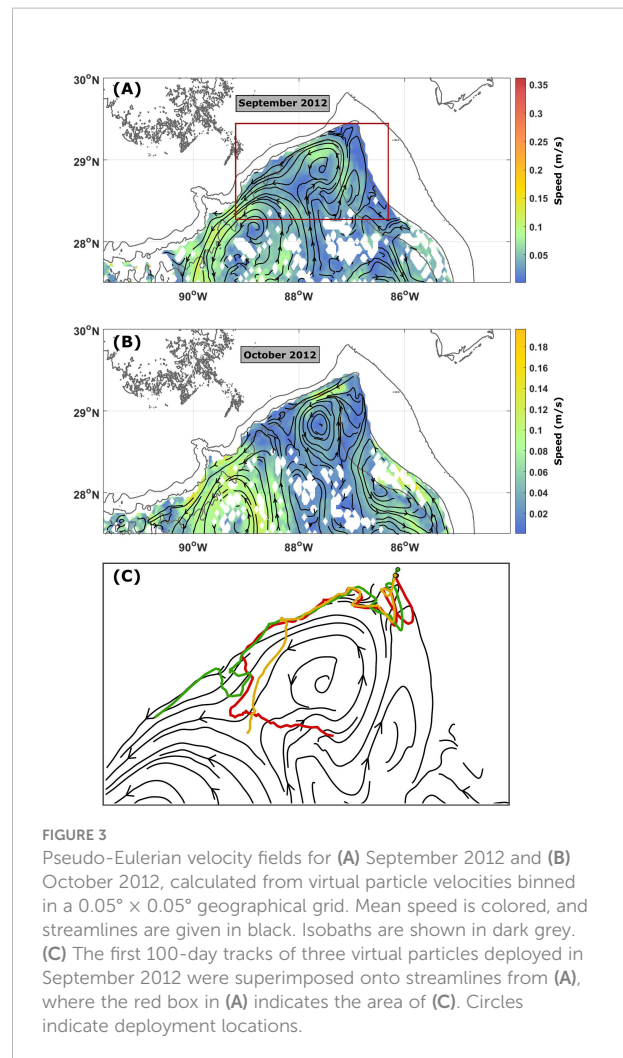 30°N
(A)
September 2012
29°N
28°N
90°W
88°W
86°W
0.35
0.3
0.25
0.2
0.15
0.1
0.05
Speed (m/s)
30°N
(B)
October 2012
29°N
28°N
90°W
88°W
86°W
0.18
0.16
0.14
0.12
0.1
0.08
0.06
0.04
0.02
Speed (m/s)
(C)
FIGURE 3
Pseudo-Eulerian velocity fields for (A) September 2012 and (B)
October 2012, calculated from virtual particle velocities binned
in a 0.05° × 0.05° geographical grid. Mean speed is colored, and
streamlines are given in black. Isobaths are shown in dark grey.
(C) The first 100-day tracks of three virtual particles deployed in
September 2012 were superimposed onto streamlines from (A),
where the red box in (A) indicates the area of (C). Circles
indicate deployment locations.